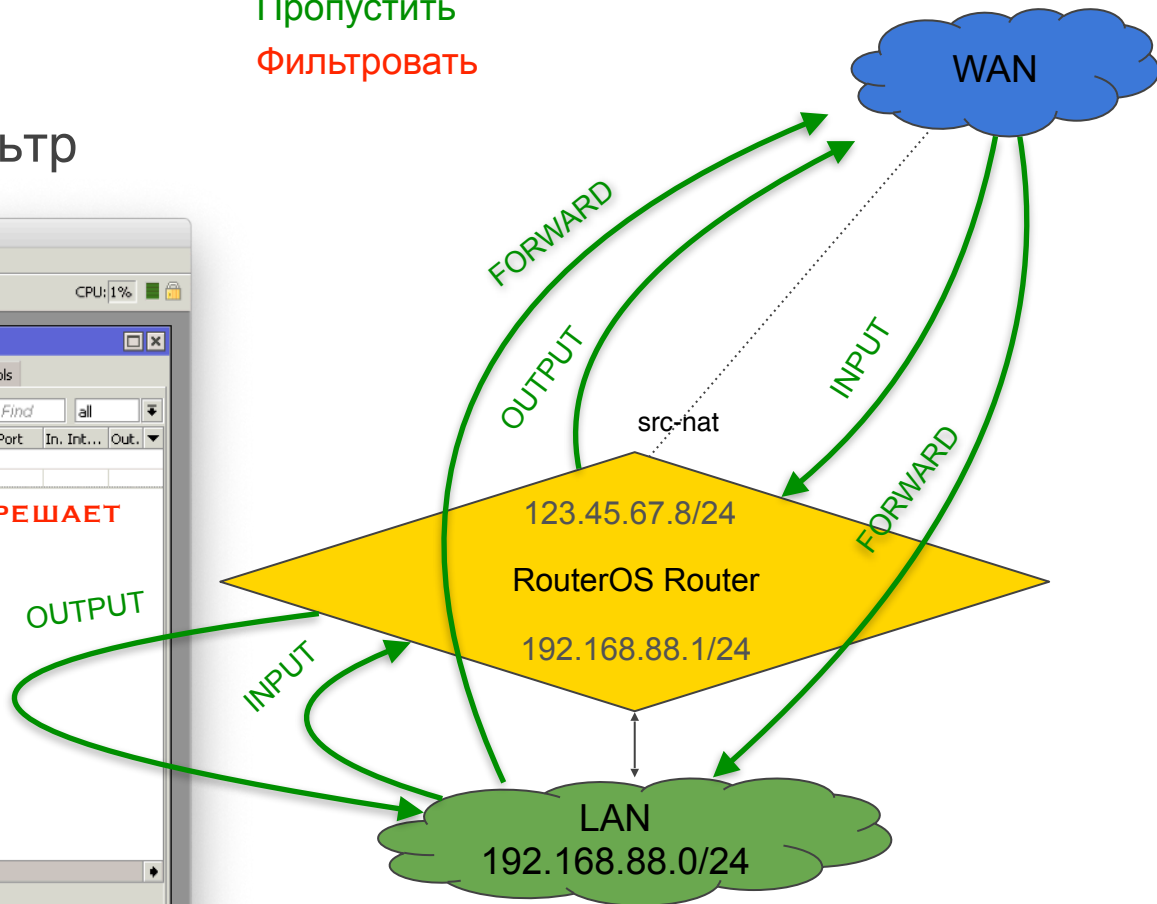 Пропустить
Фильтровать
WAN
ьтр
FORWARD
CPU: 1%
OUTPUT
INPUT
ols
Find
all
src-nat
Port
In. Int...
Out.
FORWARD
РЕШАЕТ
123.45.67.8/24
RouterOS Router
OUTPUT
192.168.88.1/24
INPUT
LAN
192.168.88.0/24